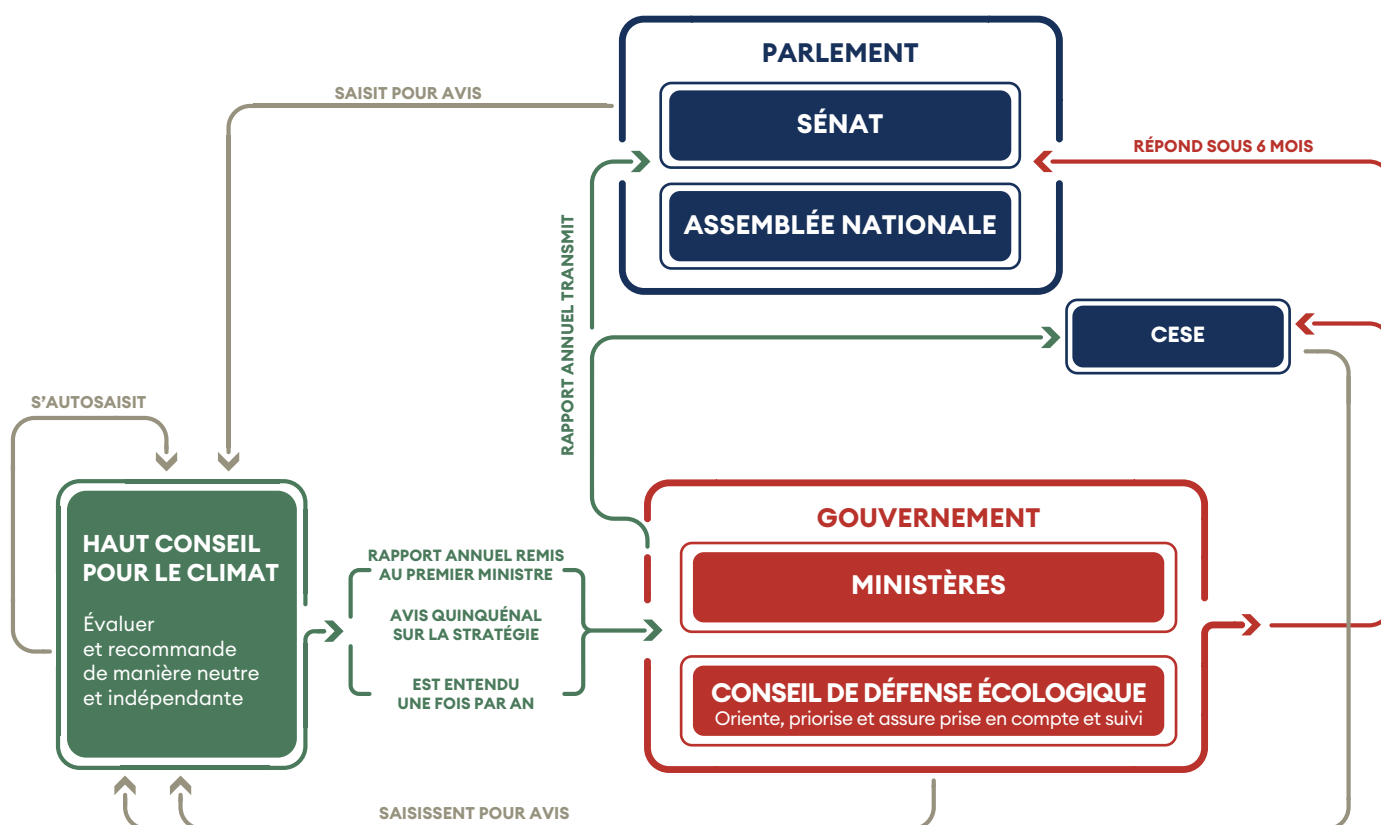 PARLEMENT
SAISIT POUR AVIS
SÉNAT
RÉPOND SOUS 6 MOIS
ASSEMBLÉE NATIONALE
RAPPORT ANNUEL TRANSMIT
CESE
S'AUTOSAISIT
HAUT CONSEIL
POUR LE CLIMAT
Évaluer
et recommande
de manière neutre
et indépendante
RAPPORT ANNUEL REMIS
AU PREMIER MINISTRE
AVIS QUINQUÉNAL
SUR LA STRATÉGIE
EST ENTENDU
UNE FOIS PAR AN
GOUVERNEMENT
MINISTÈRES
CONSEIL DE DÉFENSE ÉCOLOGIQUE
Oriente, priorise et assure prise en compte et suivi
SAISISSENT POUR AVIS